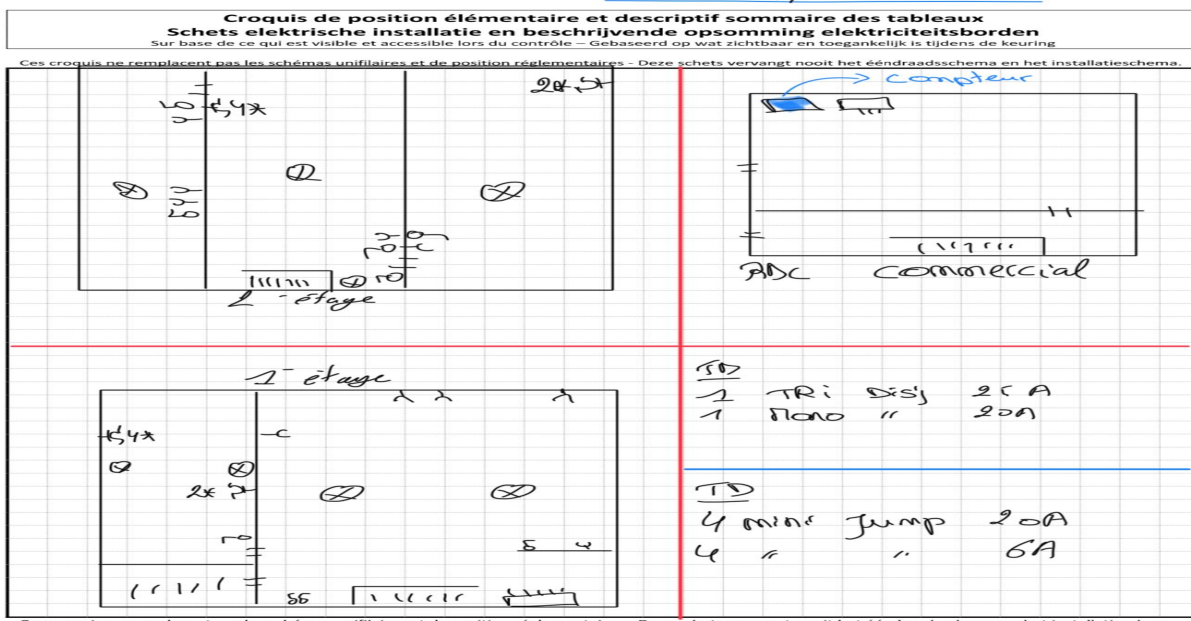 Croquis de position élémentaire et descriptif sommaire des tableaux
Schets elektrische installatie en beschrijvende opsomming elektriciteitsborden
Sur base de ce qui est visible et accessible lors du contrôle – Gebaseerd op wat zichtbaar en toegankelijk is tijdens de keuring
Ces croquis ne remplacent pas les schémas unifilaires et de position réglementaires - Deze schets vervangt nooit het ééndraadsschema en het installatieschema.
Compteur
étage
RDC Commercial
1 étage
TD
1 TRi Disj A
1 Mono " 20A
TD
4 mini Jump 20A
4 " " 6A